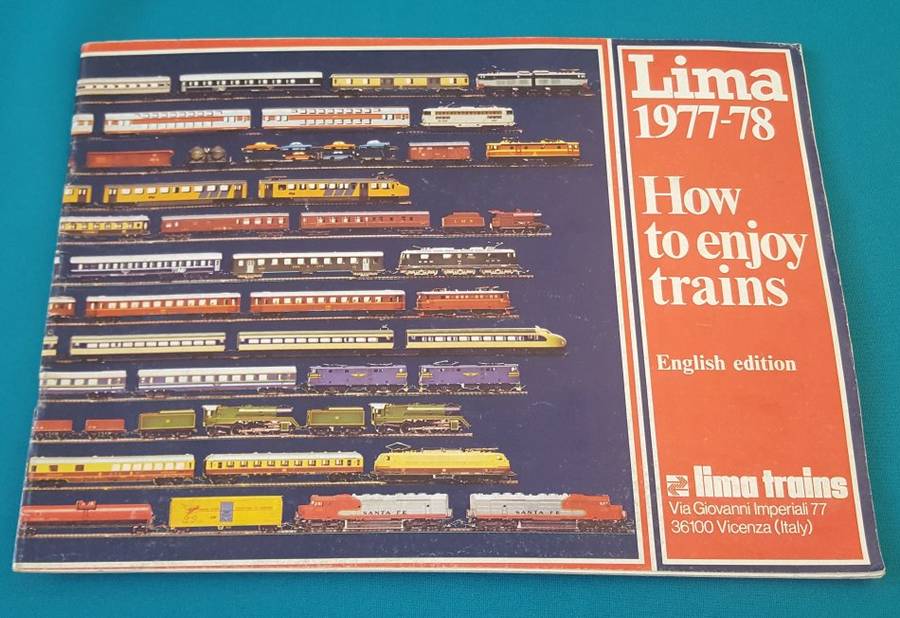 Lima
1977-78
How
to enjoy
trains
English edition
lima trains
Via Giovanni Imperiali 77
36100 Vicenza (Italy)
LMS
SANTA FE
SANTA FE